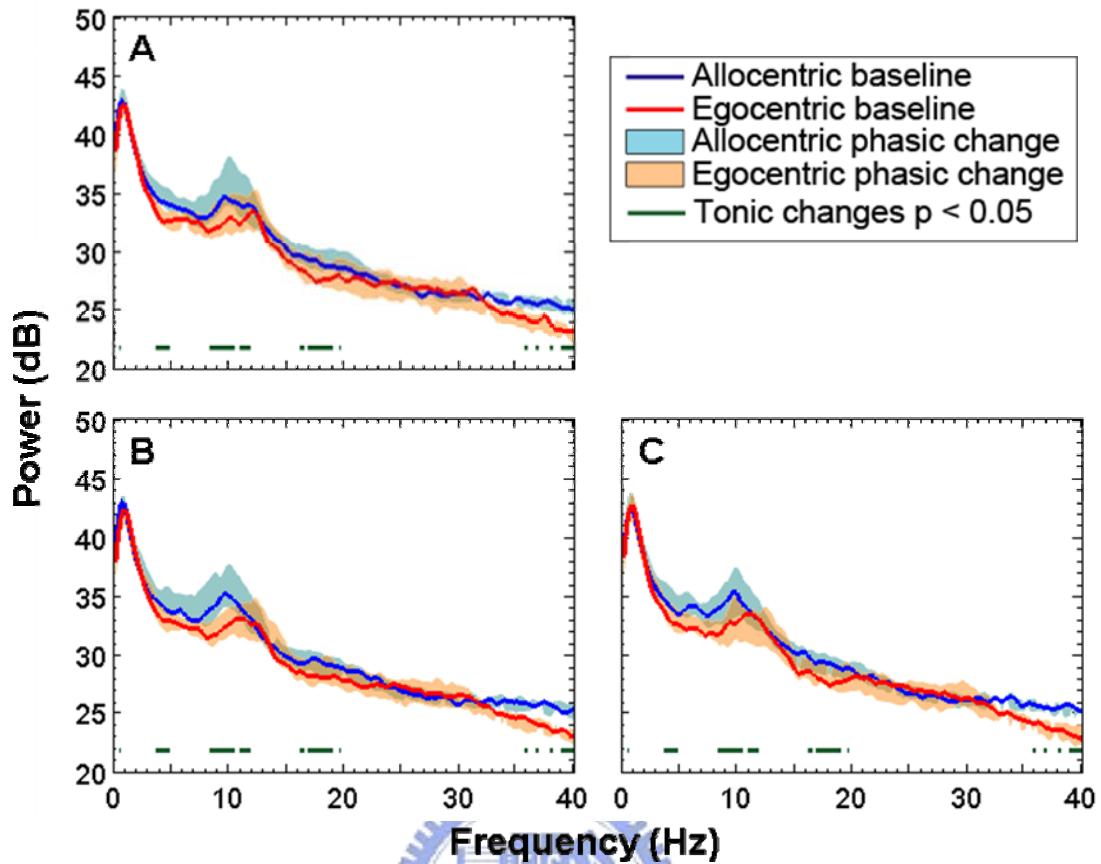 50
45
40
35
30
25
20
A
Allocentric baseline
Egocentric baseline
Allocentric phasic change
Egocentric phasic change
Tonic changes p < 0.05
Power (dB)
50
45
40
35
30
25
20
B
C
0 10 20 30 40
0 10 20 30 40
Frequency (Hz)